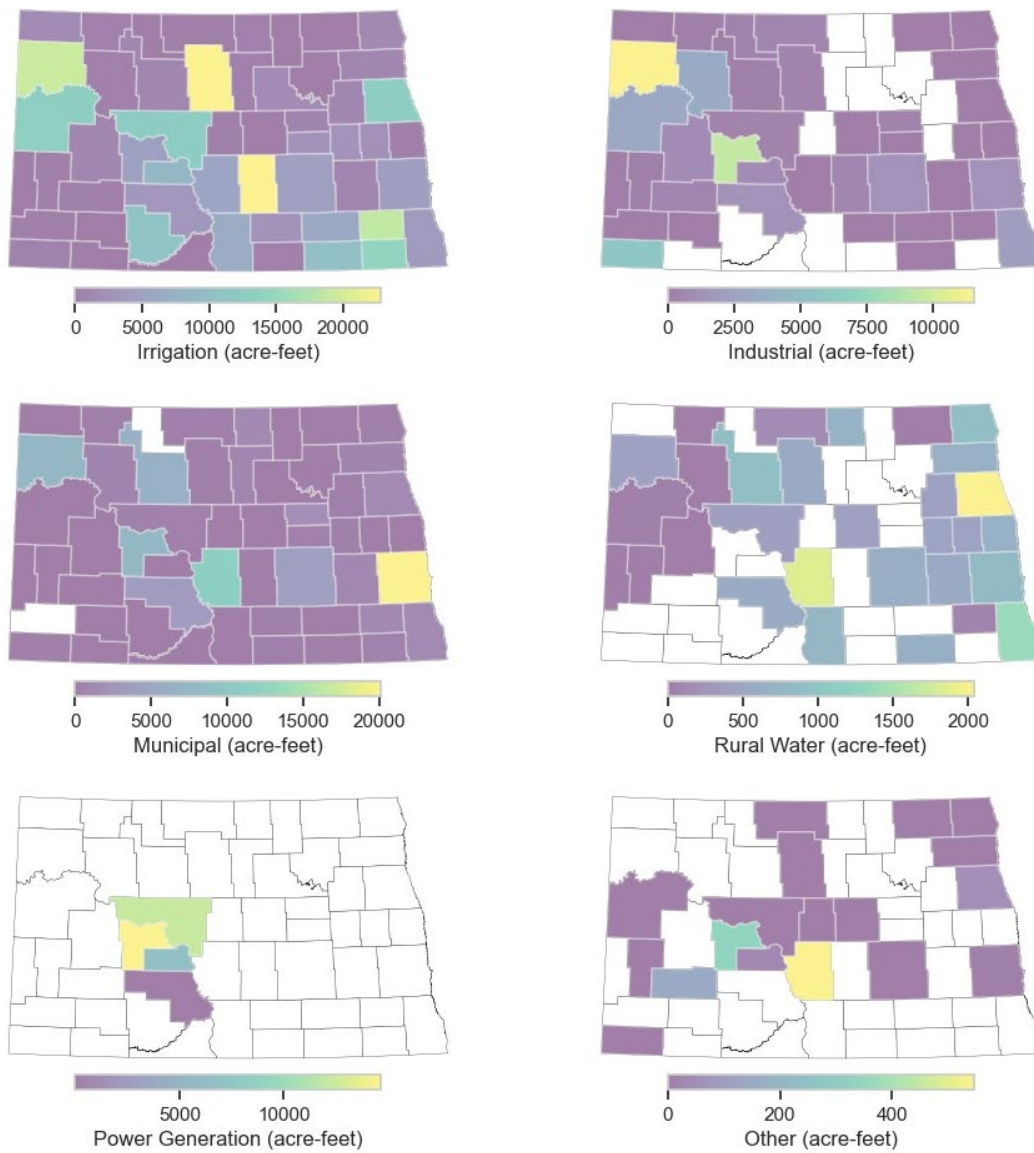 0 5000 10000 15000 20000
Irrigation (acre-feet)
0 2500 5000 7500 10000
Industrial (acre-feet)
0 5000 10000 15000 20000
Municipal (acre-feet)
0 500 1000 1500 2000
Rural Water (acre-feet)
5000 10000
Power Generation (acre-feet)
0 200 400
Other (acre-feet)